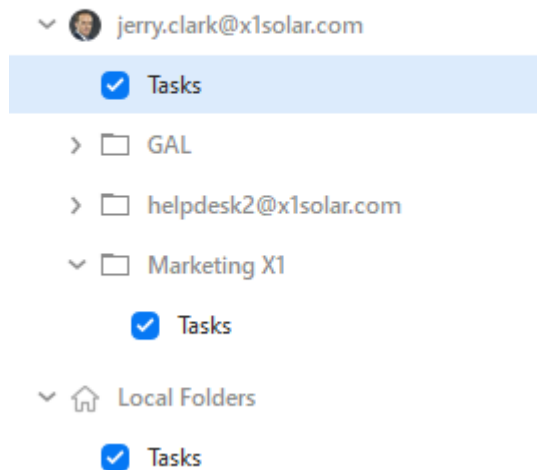 jerry.clark@x1solar.com
Tasks
GAL
helpdesk2@x1solar.com
Marketing X1
Tasks
Local Folders
Tasks